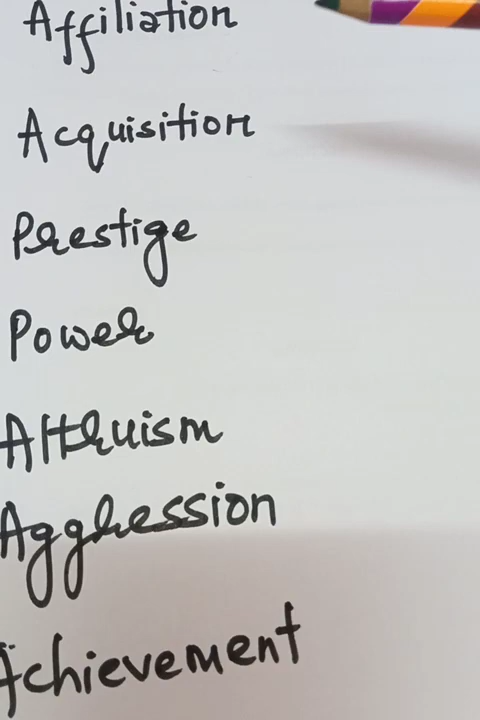 Affiliation
Acquisition
Prestige
Power
Altruism
Aggression
Achievement